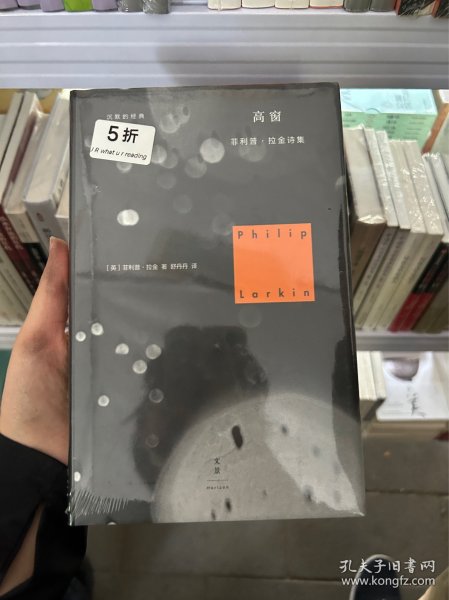 沉默的经典
5折
U R what u r reading
高窗
菲利普·拉金诗集
Philip
Larkin
[英] 菲利普·拉金 著 舒丹丹 译
文
景
Horizon
孔夫子旧书网
www.kongfz.com